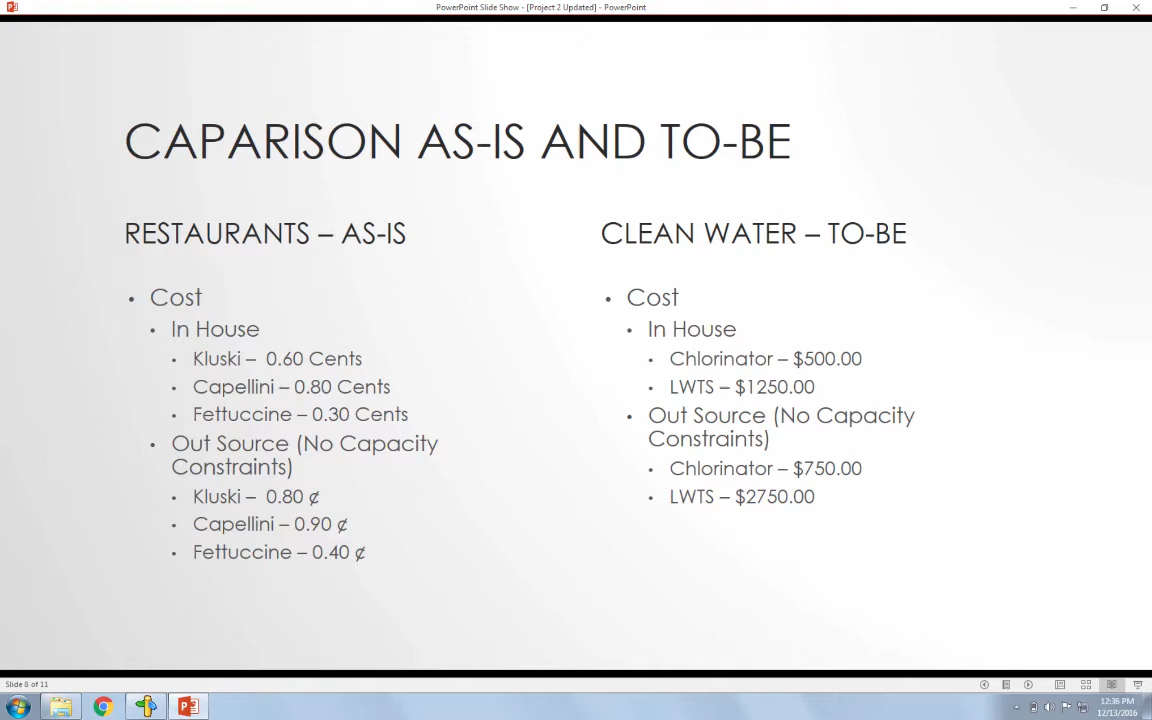 PowerPoint Slide Show - [Project 2 Updated] - PowerPoint
CAPARISON AS-IS AND TO-BE
RESTAURANTS – AS-IS
• Cost
• In House
• Kluski – 0.60 Cents
• Capellini – 0.80 Cents
• Fettuccine – 0.30 Cents
• Out Source (No Capacity
Constraints)
• Kluski – 0.80 ¢
• Capellini – 0.90 ¢
• Fettuccine – 0.40 ¢
CLEAN WATER – TO-BE
• Cost
• In House
• Chlorinator – $500.00
• LWTS – $1250.00
• Out Source (No Capacity
Constraints)
• Chlorinator – $750.00
• LWTS – $2750.00
Slide 8 of 11
12:36 PM
12/13/2016